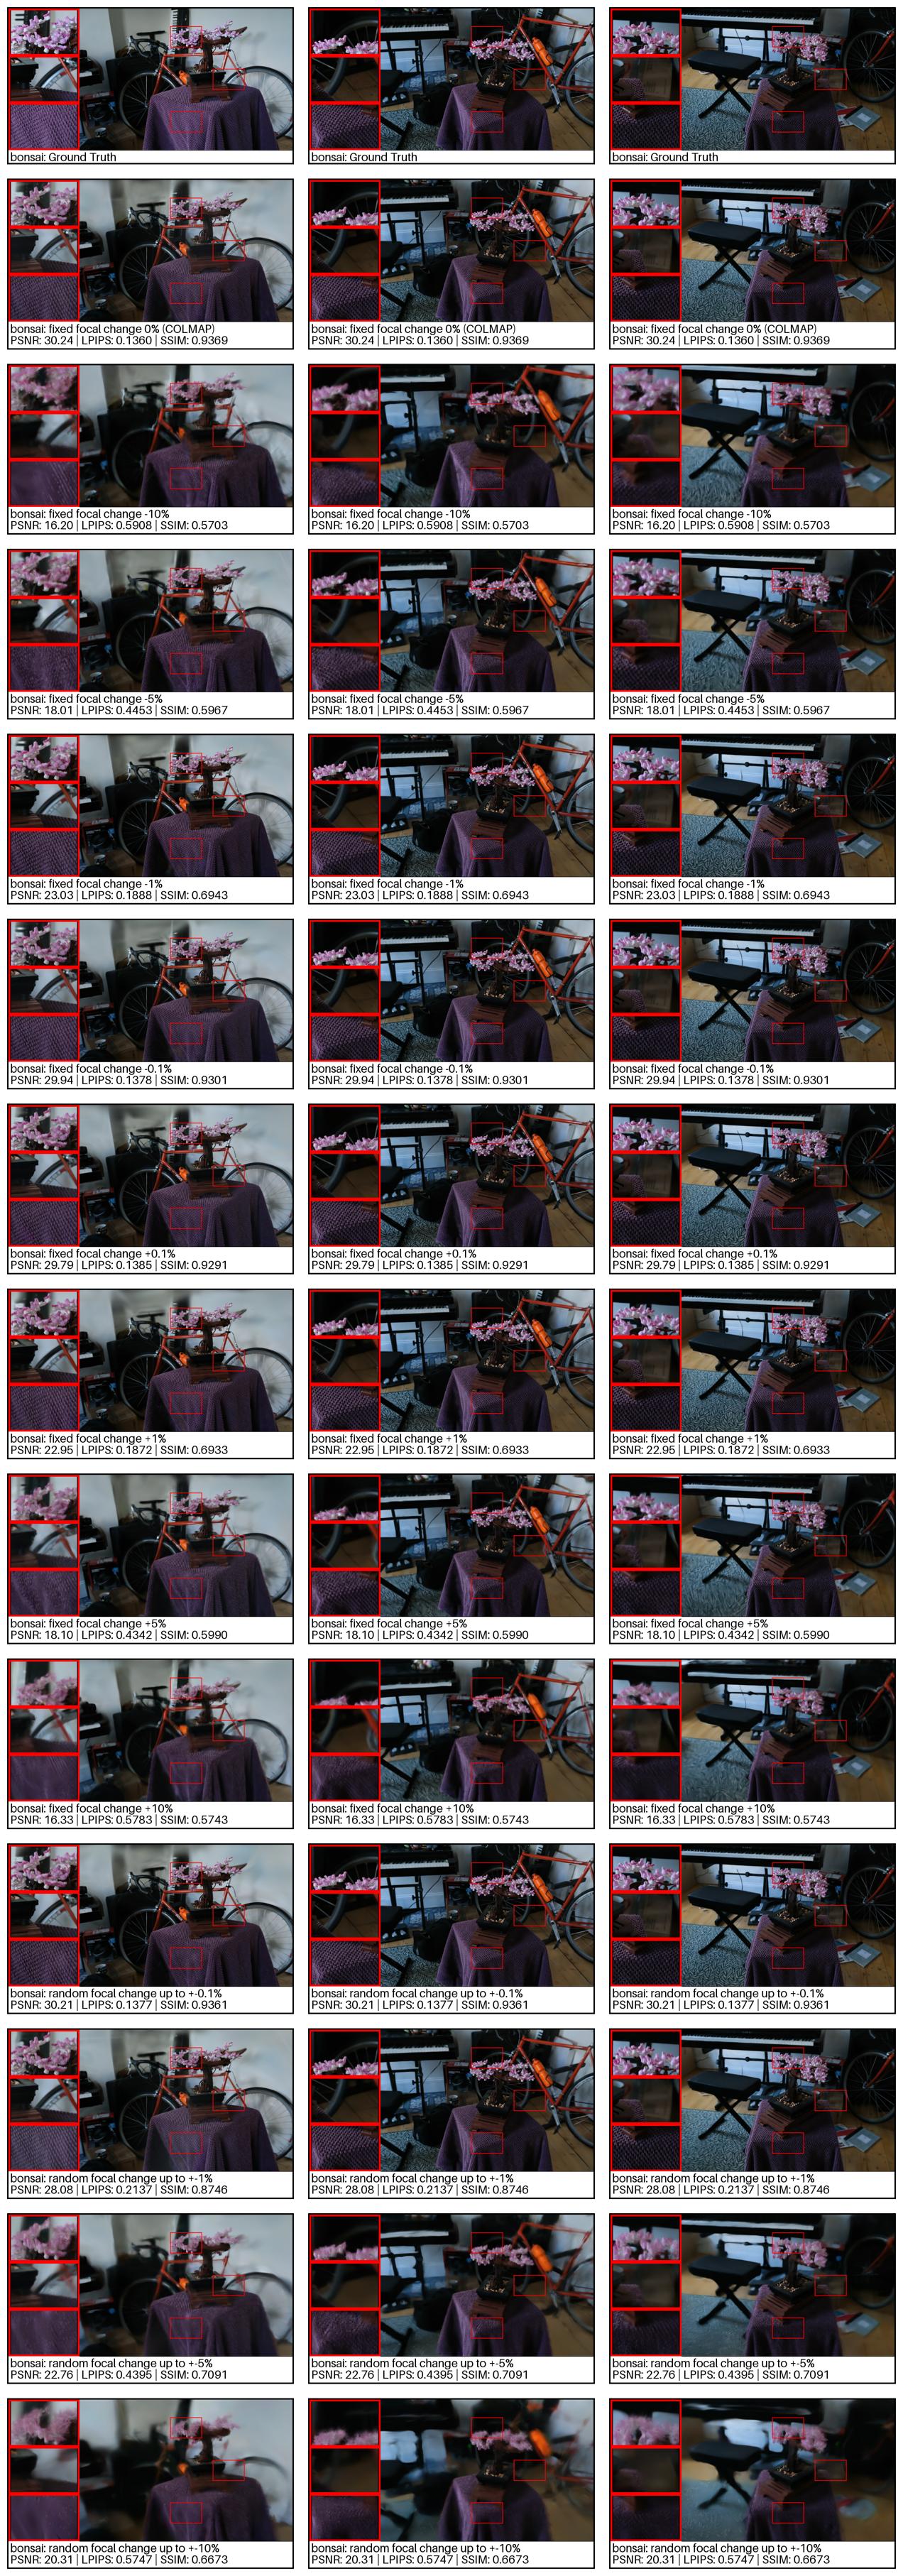 bonsai: Ground Truth
bonsai: Ground Truth
bonsai: Ground Truth
bonsai: fixed focal change 0% (COLMAP)
PSNR: 30.24 | LPIPS: 0.1360 | SSIM: 0.9369
bonsai: fixed focal change 0% (COLMAP)
PSNR: 30.24 | LPIPS: 0.1360 | SSIM: 0.9369
bonsai: fixed focal change 0% (COLMAP)
PSNR: 30.24 | LPIPS: 0.1360 | SSIM: 0.9369
bonsai: fixed focal change -10%
PSNR: 16.20 | LPIPS: 0.5908 | SSIM: 0.5703
bonsai: fixed focal change -10%
PSNR: 16.20 | LPIPS: 0.5908 | SSIM: 0.5703
bonsai: fixed focal change -10%
PSNR: 16.20 | LPIPS: 0.5908 | SSIM: 0.5703
bonsai: fixed focal change -5%
PSNR: 18.01 | LPIPS: 0.4453 | SSIM: 0.5967
bonsai: fixed focal change -5%
PSNR: 18.01 | LPIPS: 0.4453 | SSIM: 0.5967
bonsai: fixed focal change -5%
PSNR: 18.01 | LPIPS: 0.4453 | SSIM: 0.5967
bonsai: fixed focal change -1%
PSNR: 23.03 | LPIPS: 0.1888 | SSIM: 0.6943
bonsai: fixed focal change -1%
PSNR: 23.03 | LPIPS: 0.1888 | SSIM: 0.6943
bonsai: fixed focal change -1%
PSNR: 23.03 | LPIPS: 0.1888 | SSIM: 0.6943
bonsai: fixed focal change -0.1%
PSNR: 29.94 | LPIPS: 0.1378 | SSIM: 0.9301
bonsai: fixed focal change -0.1%
PSNR: 29.94 | LPIPS: 0.1378 | SSIM: 0.9301
bonsai: fixed focal change -0.1%
PSNR: 29.94 | LPIPS: 0.1378 | SSIM: 0.9301
bonsai: fixed focal change +0.1%
PSNR: 29.79 | LPIPS: 0.1385 | SSIM: 0.9291
bonsai: fixed focal change +0.1%
PSNR: 29.79 | LPIPS: 0.1385 | SSIM: 0.9291
bonsai: fixed focal change +0.1%
PSNR: 29.79 | LPIPS: 0.1385 | SSIM: 0.9291
bonsai: fixed focal change +1%
PSNR: 22.95 | LPIPS: 0.1872 | SSIM: 0.6933
bonsai: fixed focal change +1%
PSNR: 22.95 | LPIPS: 0.1872 | SSIM: 0.6933
bonsai: fixed focal change +1%
PSNR: 22.95 | LPIPS: 0.1872 | SSIM: 0.6933
bonsai: fixed focal change +5%
PSNR: 18.10 | LPIPS: 0.4342 | SSIM: 0.5990
bonsai: fixed focal change +5%
PSNR: 18.10 | LPIPS: 0.4342 | SSIM: 0.5990
bonsai: fixed focal change +5%
PSNR: 18.10 | LPIPS: 0.4342 | SSIM: 0.5990
bonsai: fixed focal change +10%
PSNR: 16.33 | LPIPS: 0.5783 | SSIM: 0.5743
bonsai: fixed focal change +10%
PSNR: 16.33 | LPIPS: 0.5783 | SSIM: 0.5743
bonsai: fixed focal change +10%
PSNR: 16.33 | LPIPS: 0.5783 | SSIM: 0.5743
bonsai: random focal change up to +-0.1%
PSNR: 30.21 | LPIPS: 0.1377 | SSIM: 0.9361
bonsai: random focal change up to +-0.1%
PSNR: 30.21 | LPIPS: 0.1377 | SSIM: 0.9361
bonsai: random focal change up to +-0.1%
PSNR: 30.21 | LPIPS: 0.1377 | SSIM: 0.9361
bonsai: random focal change up to +-1%
PSNR: 28.08 | LPIPS: 0.2137 | SSIM: 0.8746
bonsai: random focal change up to +-1%
PSNR: 28.08 | LPIPS: 0.2137 | SSIM: 0.8746
bonsai: random focal change up to +-1%
PSNR: 28.08 | LPIPS: 0.2137 | SSIM: 0.8746
bonsai: random focal change up to +-5%
PSNR: 22.76 | LPIPS: 0.4395 | SSIM: 0.7091
bonsai: random focal change up to +-5%
PSNR: 22.76 | LPIPS: 0.4395 | SSIM: 0.7091
bonsai: random focal change up to +-5%
PSNR: 22.76 | LPIPS: 0.4395 | SSIM: 0.7091
bonsai: random focal change up to +-10%
PSNR: 20.31 | LPIPS: 0.5747 | SSIM: 0.6673
bonsai: random focal change up to +-10%
PSNR: 20.31 | LPIPS: 0.5747 | SSIM: 0.6673
bonsai: random focal change up to +-10%
PSNR: 20.31 | LPIPS: 0.5747 | SSIM: 0.6673